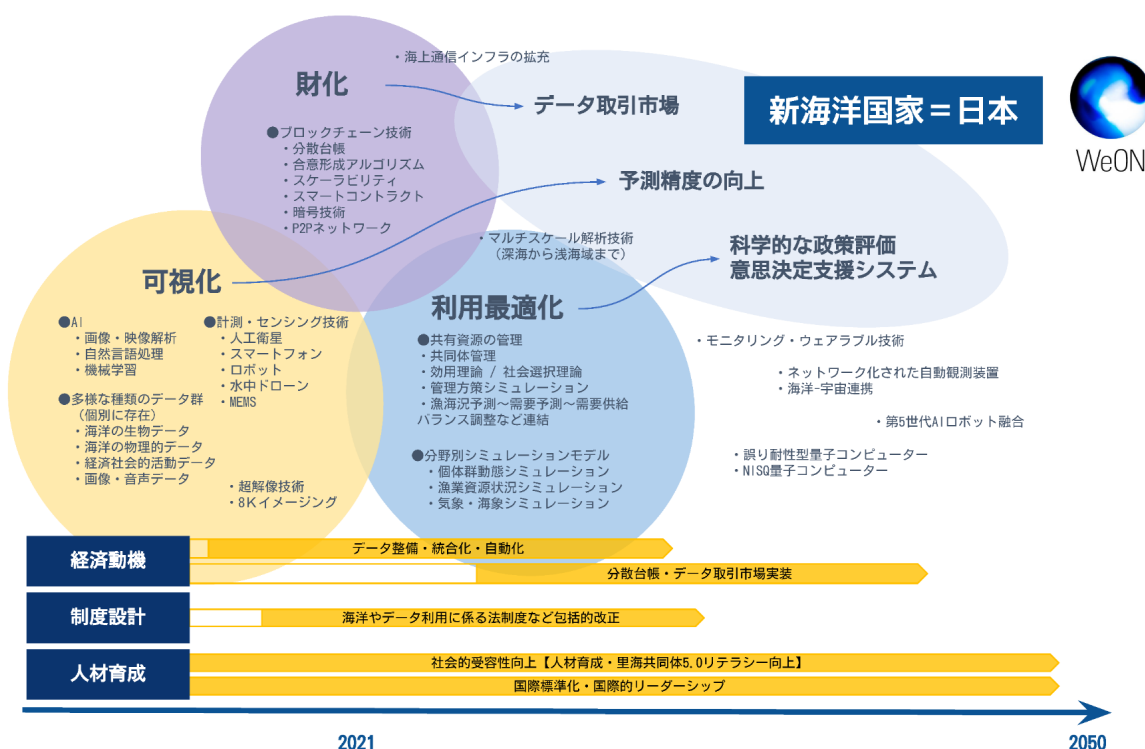 ・海上通信インフラの拡充
財化
データ取引市場
新海洋国家＝日本
WeON
●ブロックチェーン技術
・分散台帳
・合意形成アルゴリズム
・スケーラビリティ
・スマートコントラクト
・暗号技術
・P2Pネットワーク
予測精度の向上
・マルチスケール解析技術
（深海から浅海域まで）
科学的な政策評価
意思決定支援システム
可視化
●AI
・画像・映像解析
・自然言語処理
・機械学習
●多様な種類のデータ群
（個別に存在）
・海洋の生物データ
・海洋の物理的データ
・経済社会的活動データ
・画像・音声データ
●計測・センシング技術
・人工衛星
・スマートフォン
・ロボット
・水中ドローン
・MEMS
・超解像技術
・8Kイメージング
利用最適化
●共有資源の管理
・共同体管理
・効用理論 / 社会選択理論
・管理方策シミュレーション
・漁海況予測～需要予測～需要供給
バランス調整など連結
●分野別シミュレーションモデル
・個体群動態シミュレーション
・漁業資源状況シミュレーション
・気象・海象シミュレーション
・モニタリング・ウェアラブル技術
・ネットワーク化された自動観測装置
・海洋-宇宙連携
・第5世代AIロボット融合
・誤り耐性型量子コンピューター
・NISQ量子コンピューター
経済動機
データ整備・統合化・自動化
分散台帳・データ取引市場実装
制度設計
海洋やデータ利用に係る法制度など包括的改正
人材育成
社会的受容性向上【人材育成・里海共同体5.0リテラシー向上】
国際標準化・国際的リーダーシップ
2021
2050